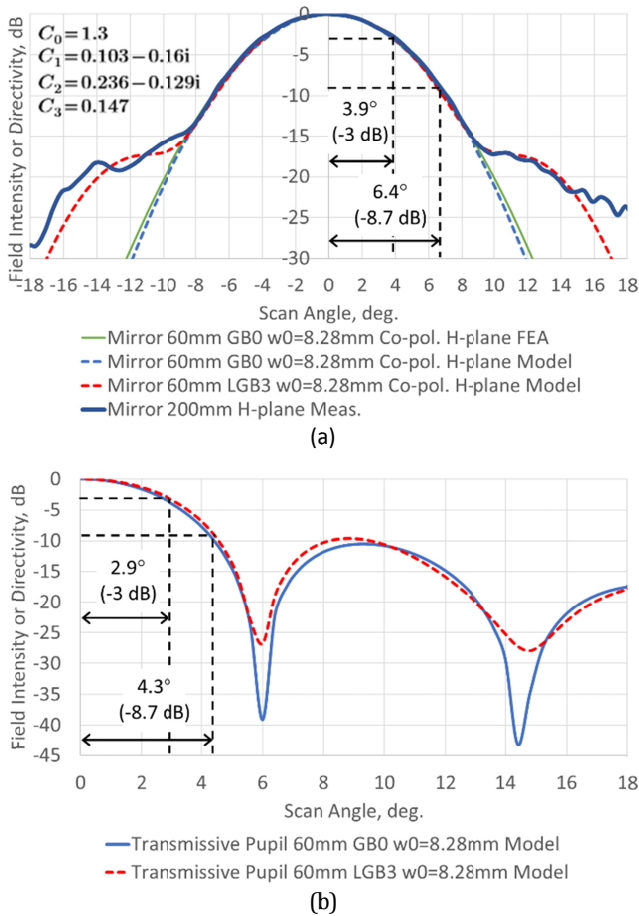 C₀=1.3
C₁=0.103−0.16i
C₂=0.236−0.129i
C₃=0.147
Field Intensity or Directivity, dB
0
-5
-10
-15
-20
-25
-30
3.9°
(-3 dB)
6.4°
(-8.7 dB)
-18 -16 -14 -12 -10 -8 -6 -4 -2 0 2 4 6 8 10 12 14 16 18
Scan Angle, deg.
Mirror 60mm GB0 w0=8.28mm Co-pol. H-plane FEA
Mirror 60mm GB0 w0=8.28mm Co-pol. H-plane Model
Mirror 60mm LGB3 w0=8.28mm Co-pol. H-plane Model
Mirror 200mm H-plane Meas.
(a)
Field Intensity or Directivity, dB
0
-5
-10
-15
-20
-25
-30
-35
-40
-45
2.9°
(-3 dB)
4.3°
(-8.7 dB)
0 2 4 6 8 10 12 14 16 18
Scan Angle, deg.
Transmissive Pupil 60mm GB0 w0=8.28mm Model
Transmissive Pupil 60mm LGB3 w0=8.28mm Model
(b)